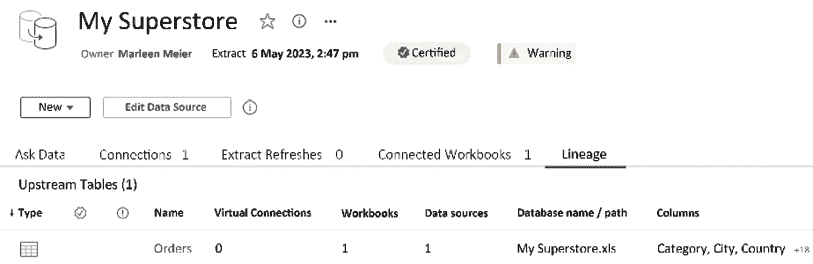 My Superstore
Owner Marleen Meier Extract 6 May 2023, 2:47 pm Certified Warning
New Edit Data Source
Ask Data Connections 1 Extract Refreshes 0 Connected Workbooks 1 Lineage
Upstream Tables (1)
↓ Type Name Virtual Connections Workbooks Data sources Database name / path Columns
Orders 0 1 1 My Superstore.xls Category, City, Country +18